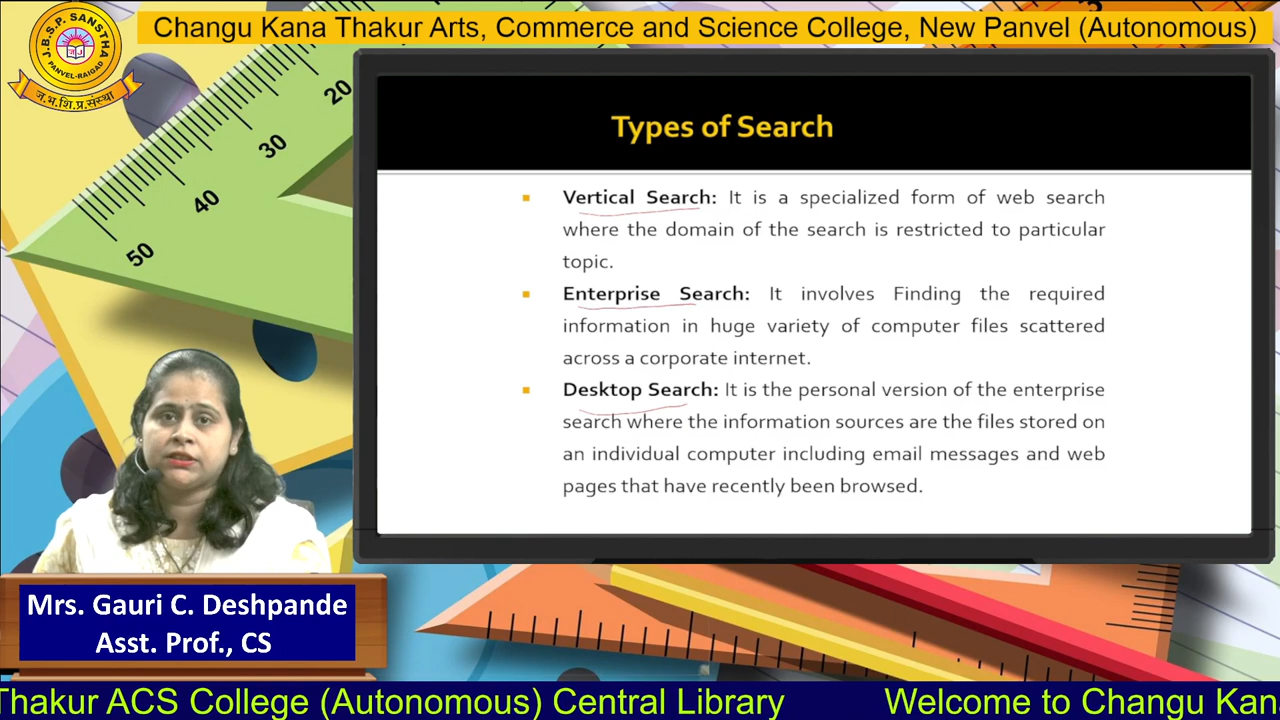 Changu Kana Thakur Arts, Commerce and Science College, New Panvel (Autonomous)
J.B.S.P. SANSTHA
PANVEL-RAIGAD
ज.भ.शि.प्र.संस्था
20
30
40
50
Types of Search
Vertical Search: It is a specialized form of web search
where the domain of the search is restricted to particular
topic.
Enterprise Search: It involves Finding the required
information in huge variety of computer files scattered
across a corporate internet.
Desktop Search: It is the personal version of the enterprise
search where the information sources are the files stored on
an individual computer including email messages and web
pages that have recently been browsed.
Mrs. Gauri C. Deshpande
Asst. Prof., CS
Thakur ACS College (Autonomous) Central Library
Welcome to Changu Kan